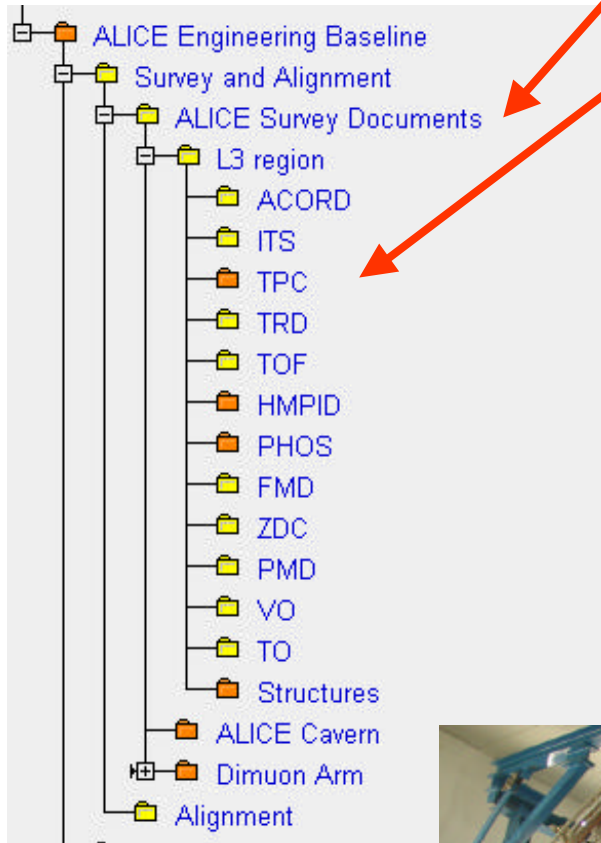 ALICE Engineering Baseline
Survey and Alignment
ALICE Survey Documents
L3 region
ACORD
ITS
TPC
TRD
TOF
HMPID
PHOS
FMD
ZDC
PMD
VO
TO
Structures
ALICE Cavern
Dimuon Arm
Alignment